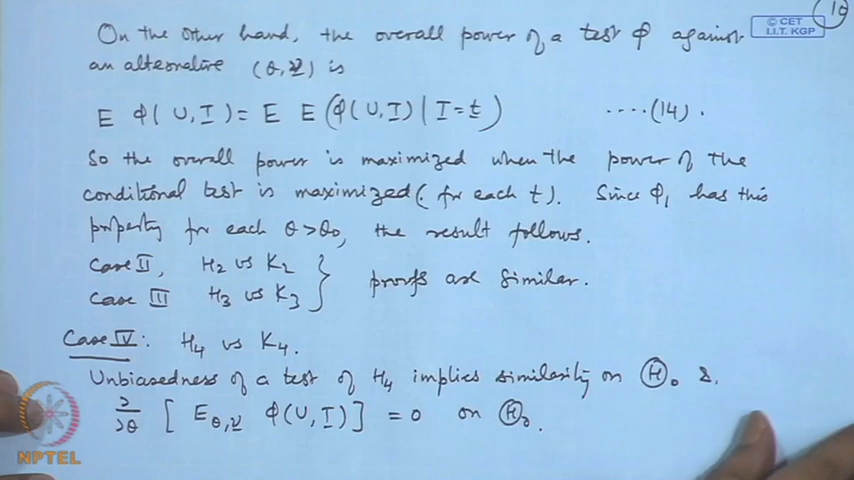 10
© CET
I.I.T. KGP
On the other hand, the overall power of a test φ against
an alternative (θ, ν) is
E φ(U, T) = E E (φ(U, T) | T = t) ....(14).
So the overall power is maximized when the power of the
conditional test is maximized (for each t). Since φ₁ has this
property for each θ > θ₀, the result follows.
Case II, H₂ vs K₂
Case III H₃ vs K₃ } proofs are similar.
Case IV: H₄ vs K₄.
Unbiasedness of a test of H₄ implies similarity on Ⓗ₀ &
∂/∂θ [ E_{θ,ν} φ(U, T) ] = 0 on Ⓗ₀.
NPTEL